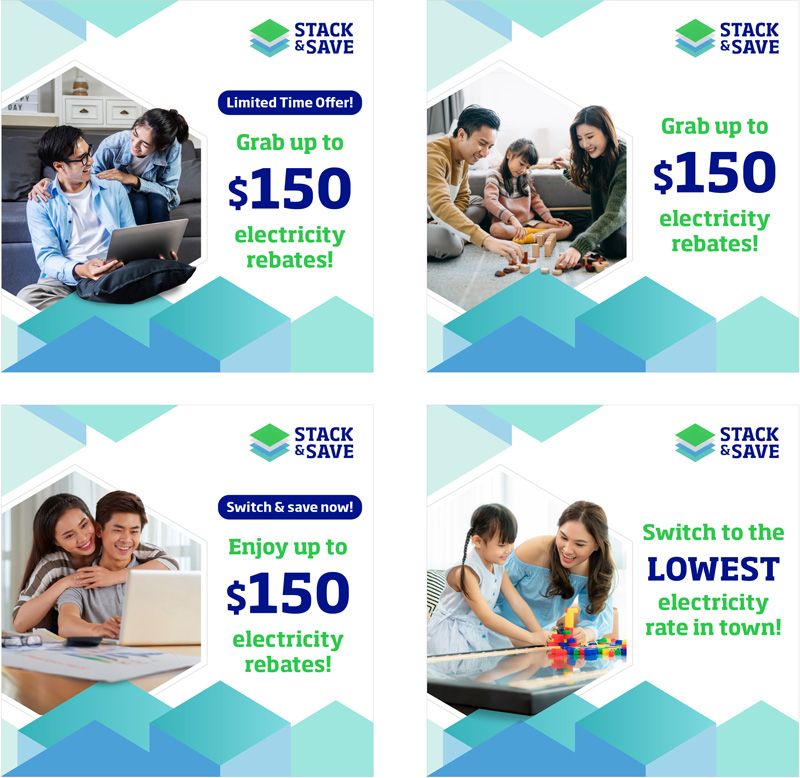 STACK
&SAVE
Limited Time Offer!
Grab up to
$150
electricity
rebates!
STACK
&SAVE
Grab up to
$150
electricity
rebates!
STACK
&SAVE
Switch & save now!
Enjoy up to
$150
electricity
rebates!
STACK
&SAVE
Switch to the
LOWEST
electricity
rate in town!